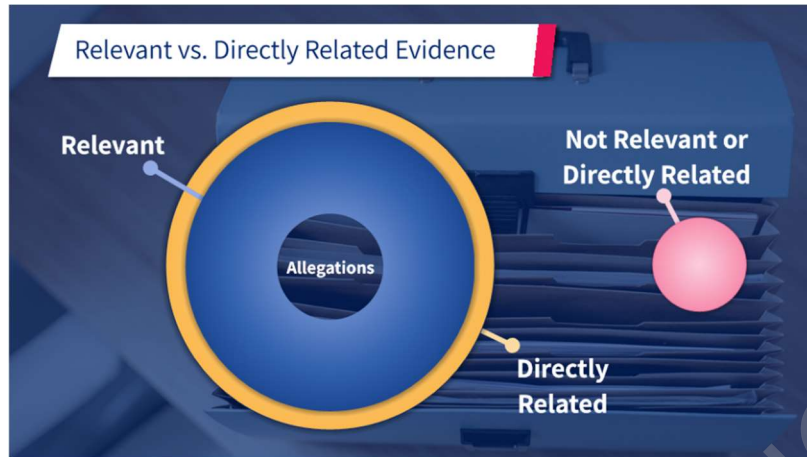 Relevant vs. Directly Related Evidence
Relevant
Not Relevant or
Directly Related
Allegations
Directly
Related